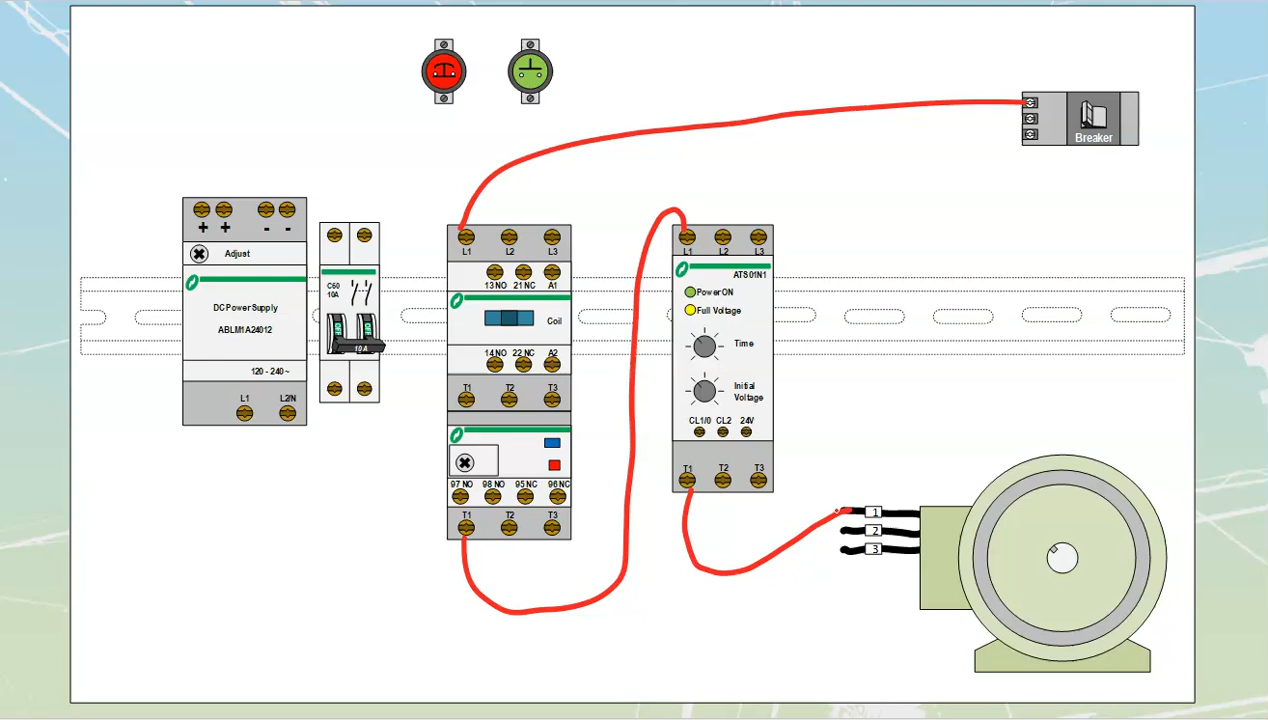 Breaker
+ + - -
Adjust
DC Power Supply
ABLM1A24012
120 - 240~
L1 L2/N
C60
10A
OFF OFF
10 A
L1 L2 L3
13 NO 21 NC A1
Coil
14 NO 22 NC A2
T1 T2 T3
97 NO 98 NO 95 NC 96 NC
T1 T2 T3
L1 L2 L3
ATS01N1
Power ON
Full Voltage
Time
Initial
Voltage
CL1/0 CL2 24V
T1 T2 T3
1
2
3